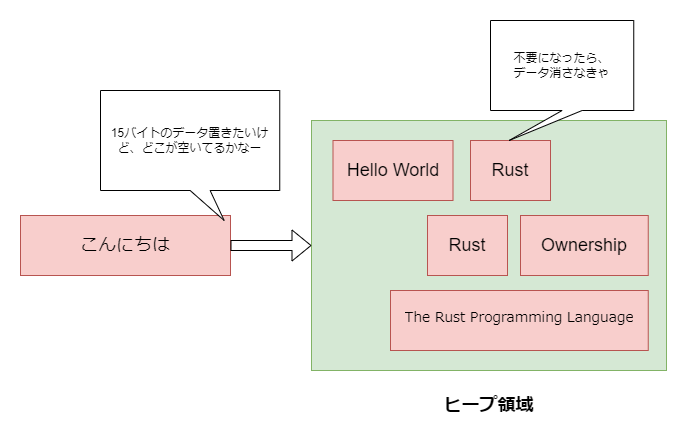 不要になったら、
データ消さなきゃ
15バイトのデータ置きたいけ
ど、どこが空いてるかなー
Hello World
Rust
こんにちは
Rust
Ownership
The Rust Programming Language
ヒープ領域